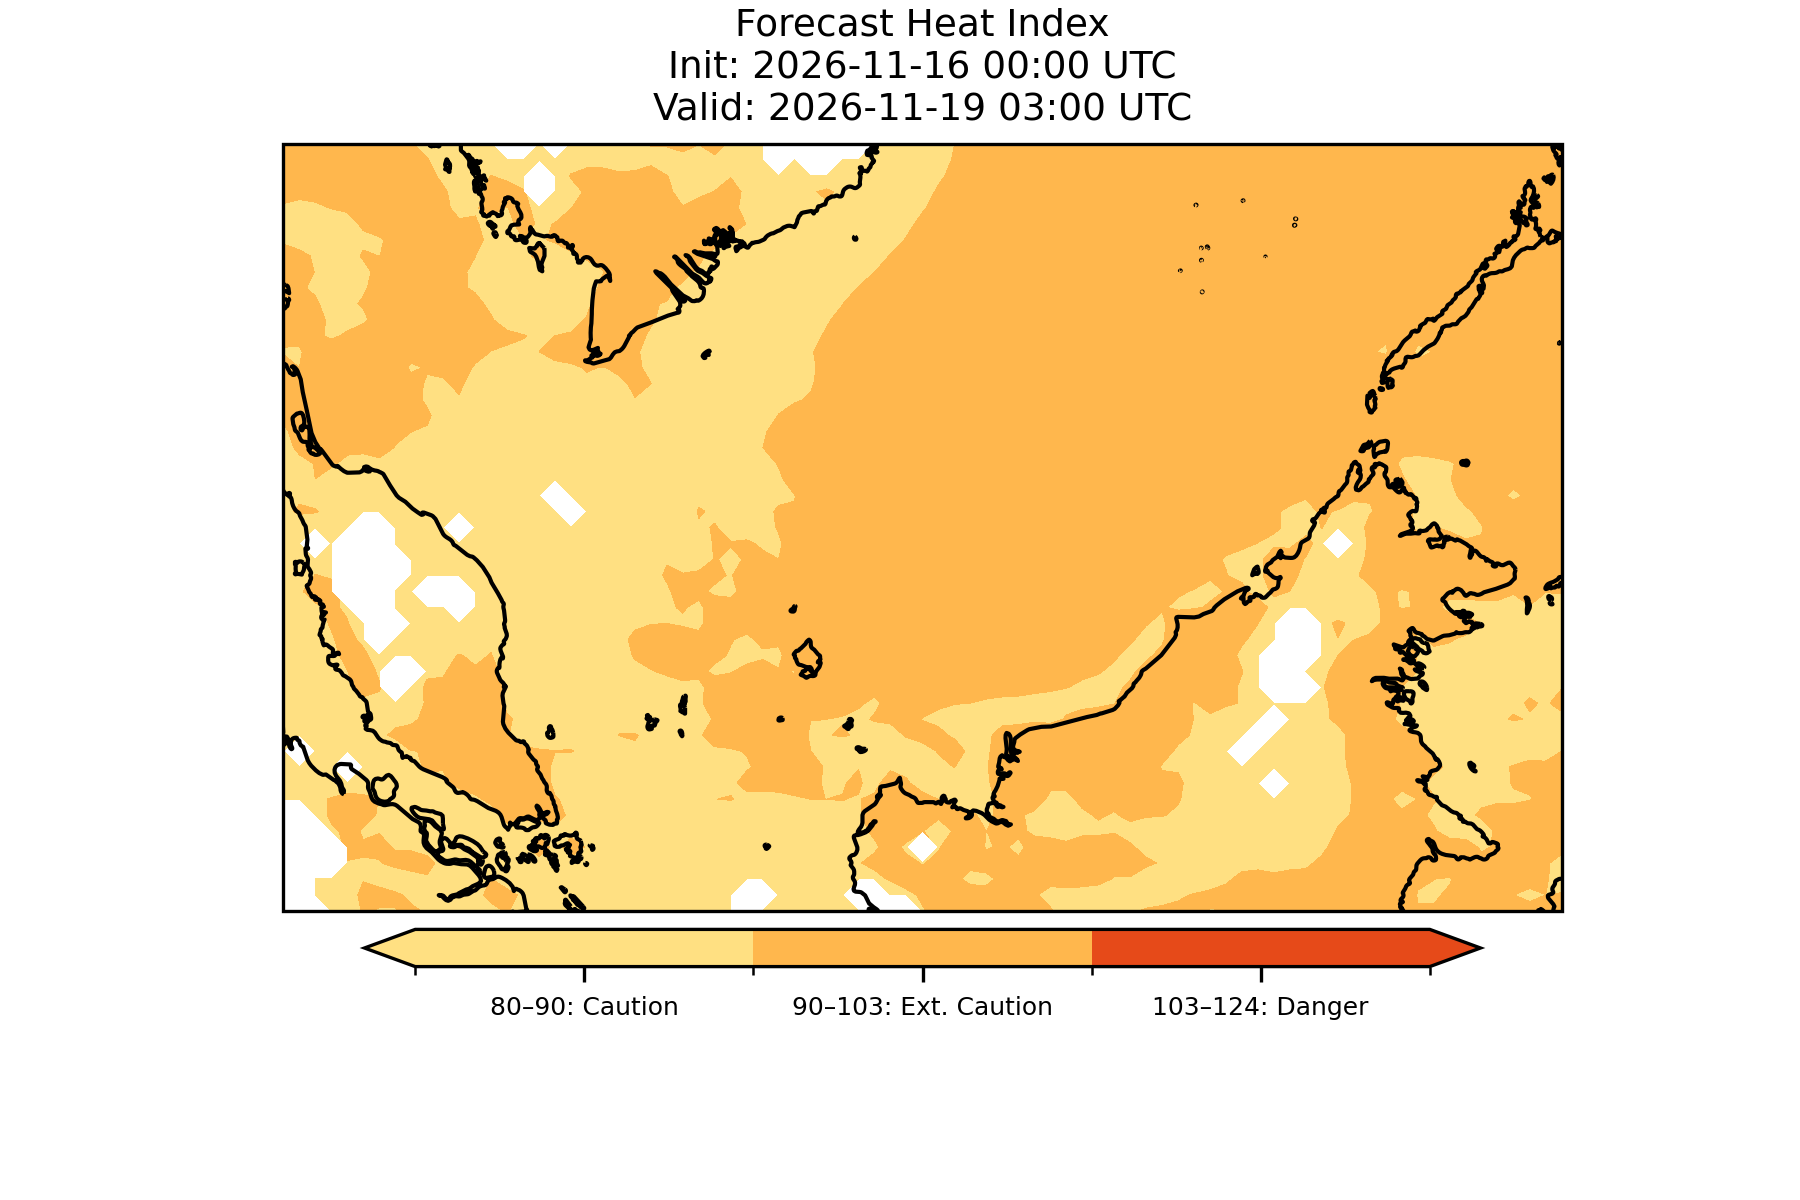 Forecast Heat Index
Init: 2026-11-16 00:00 UTC
Valid: 2026-11-19 03:00 UTC
80–90: Caution
90–103: Ext. Caution
103–124: Danger